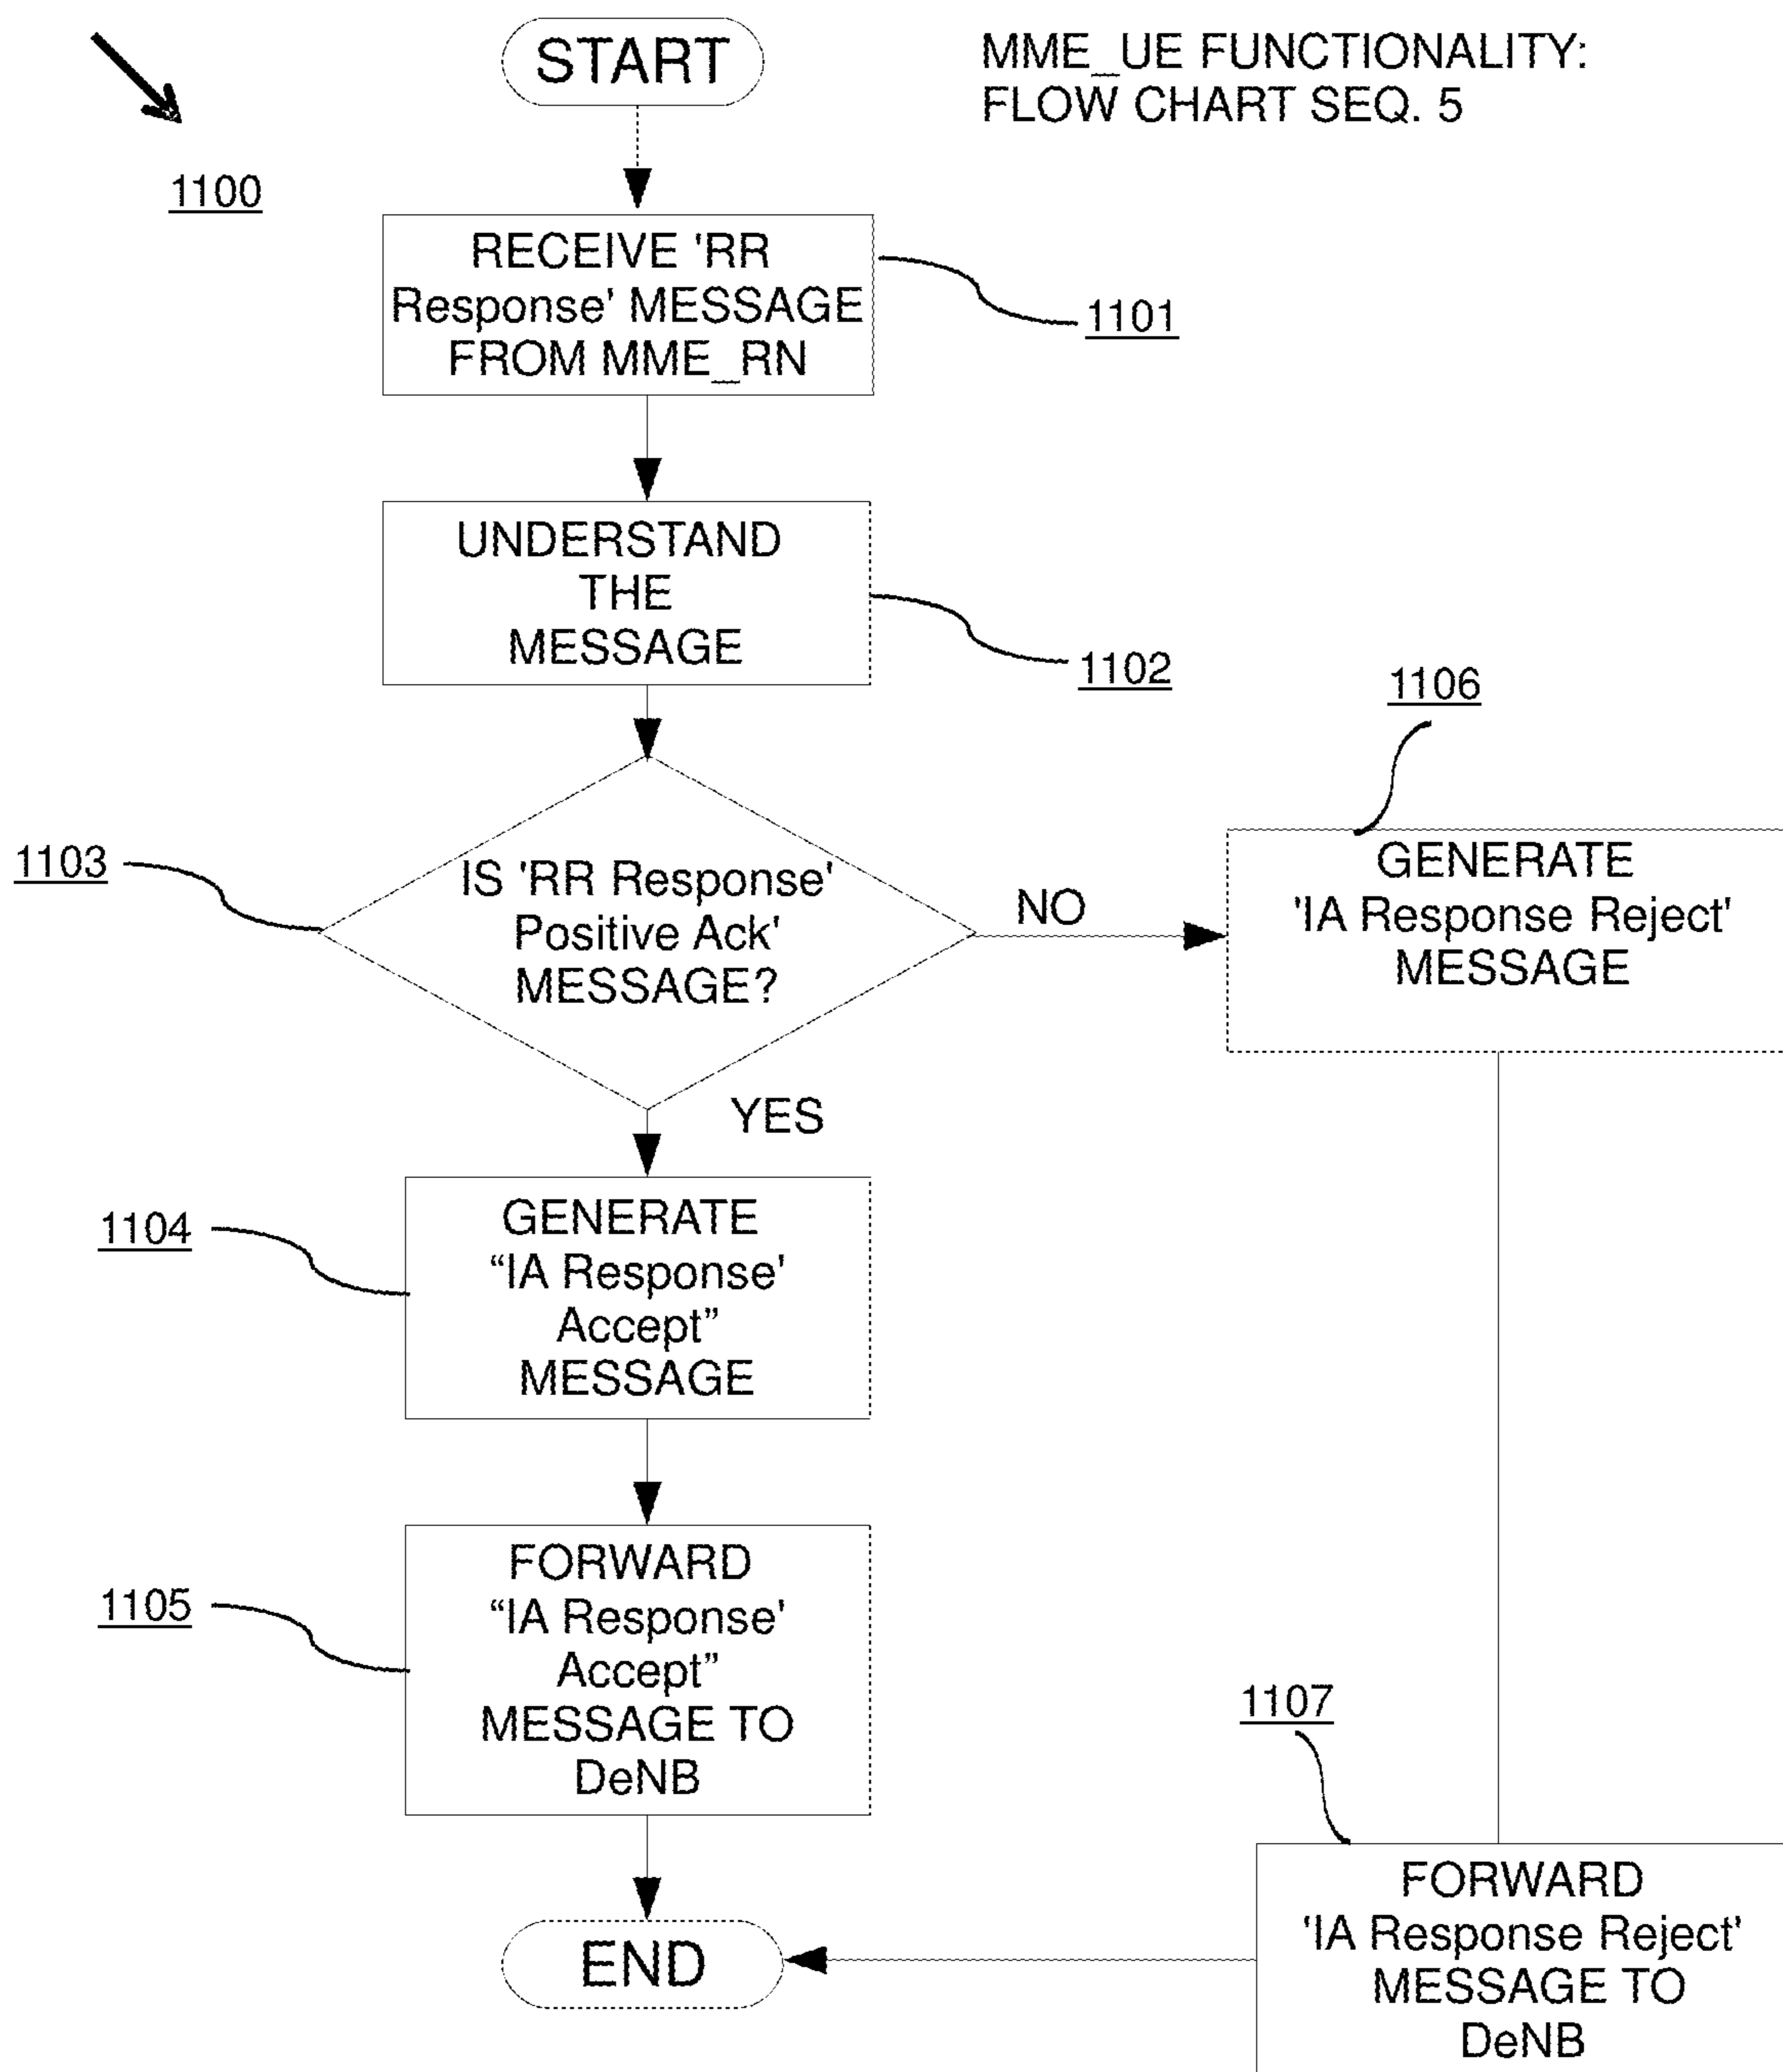 START
MME_UE FUNCTIONALITY:
FLOW CHART SEQ. 5
1100
RECEIVE 'RR
Response' MESSAGE
FROM MME_RN
1101
UNDERSTAND
THE
MESSAGE
1102
1103
IS 'RR Response'
Positive Ack'
MESSAGE?
NO
1106
GENERATE
'IA Response Reject'
MESSAGE
YES
1104
GENERATE
“IA Response'
Accept”
MESSAGE
1105
FORWARD
“IA Response'
Accept”
MESSAGE TO
DeNB
1107
FORWARD
'IA Response Reject'
MESSAGE TO
DeNB
END